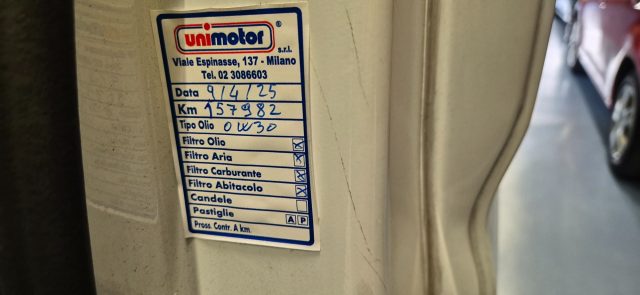 unimotor® s.r.l.
Viale Espinasse, 137 - Milano
Tel. 02 3086603
Data 9/4/25
Km 157982
Tipo Olio 0W30
Filtro Olio X
Filtro Aria X
Filtro Carburante X
Filtro Abitacolo X
Candele
Pastiglie A P
Pross. Contr. A km.